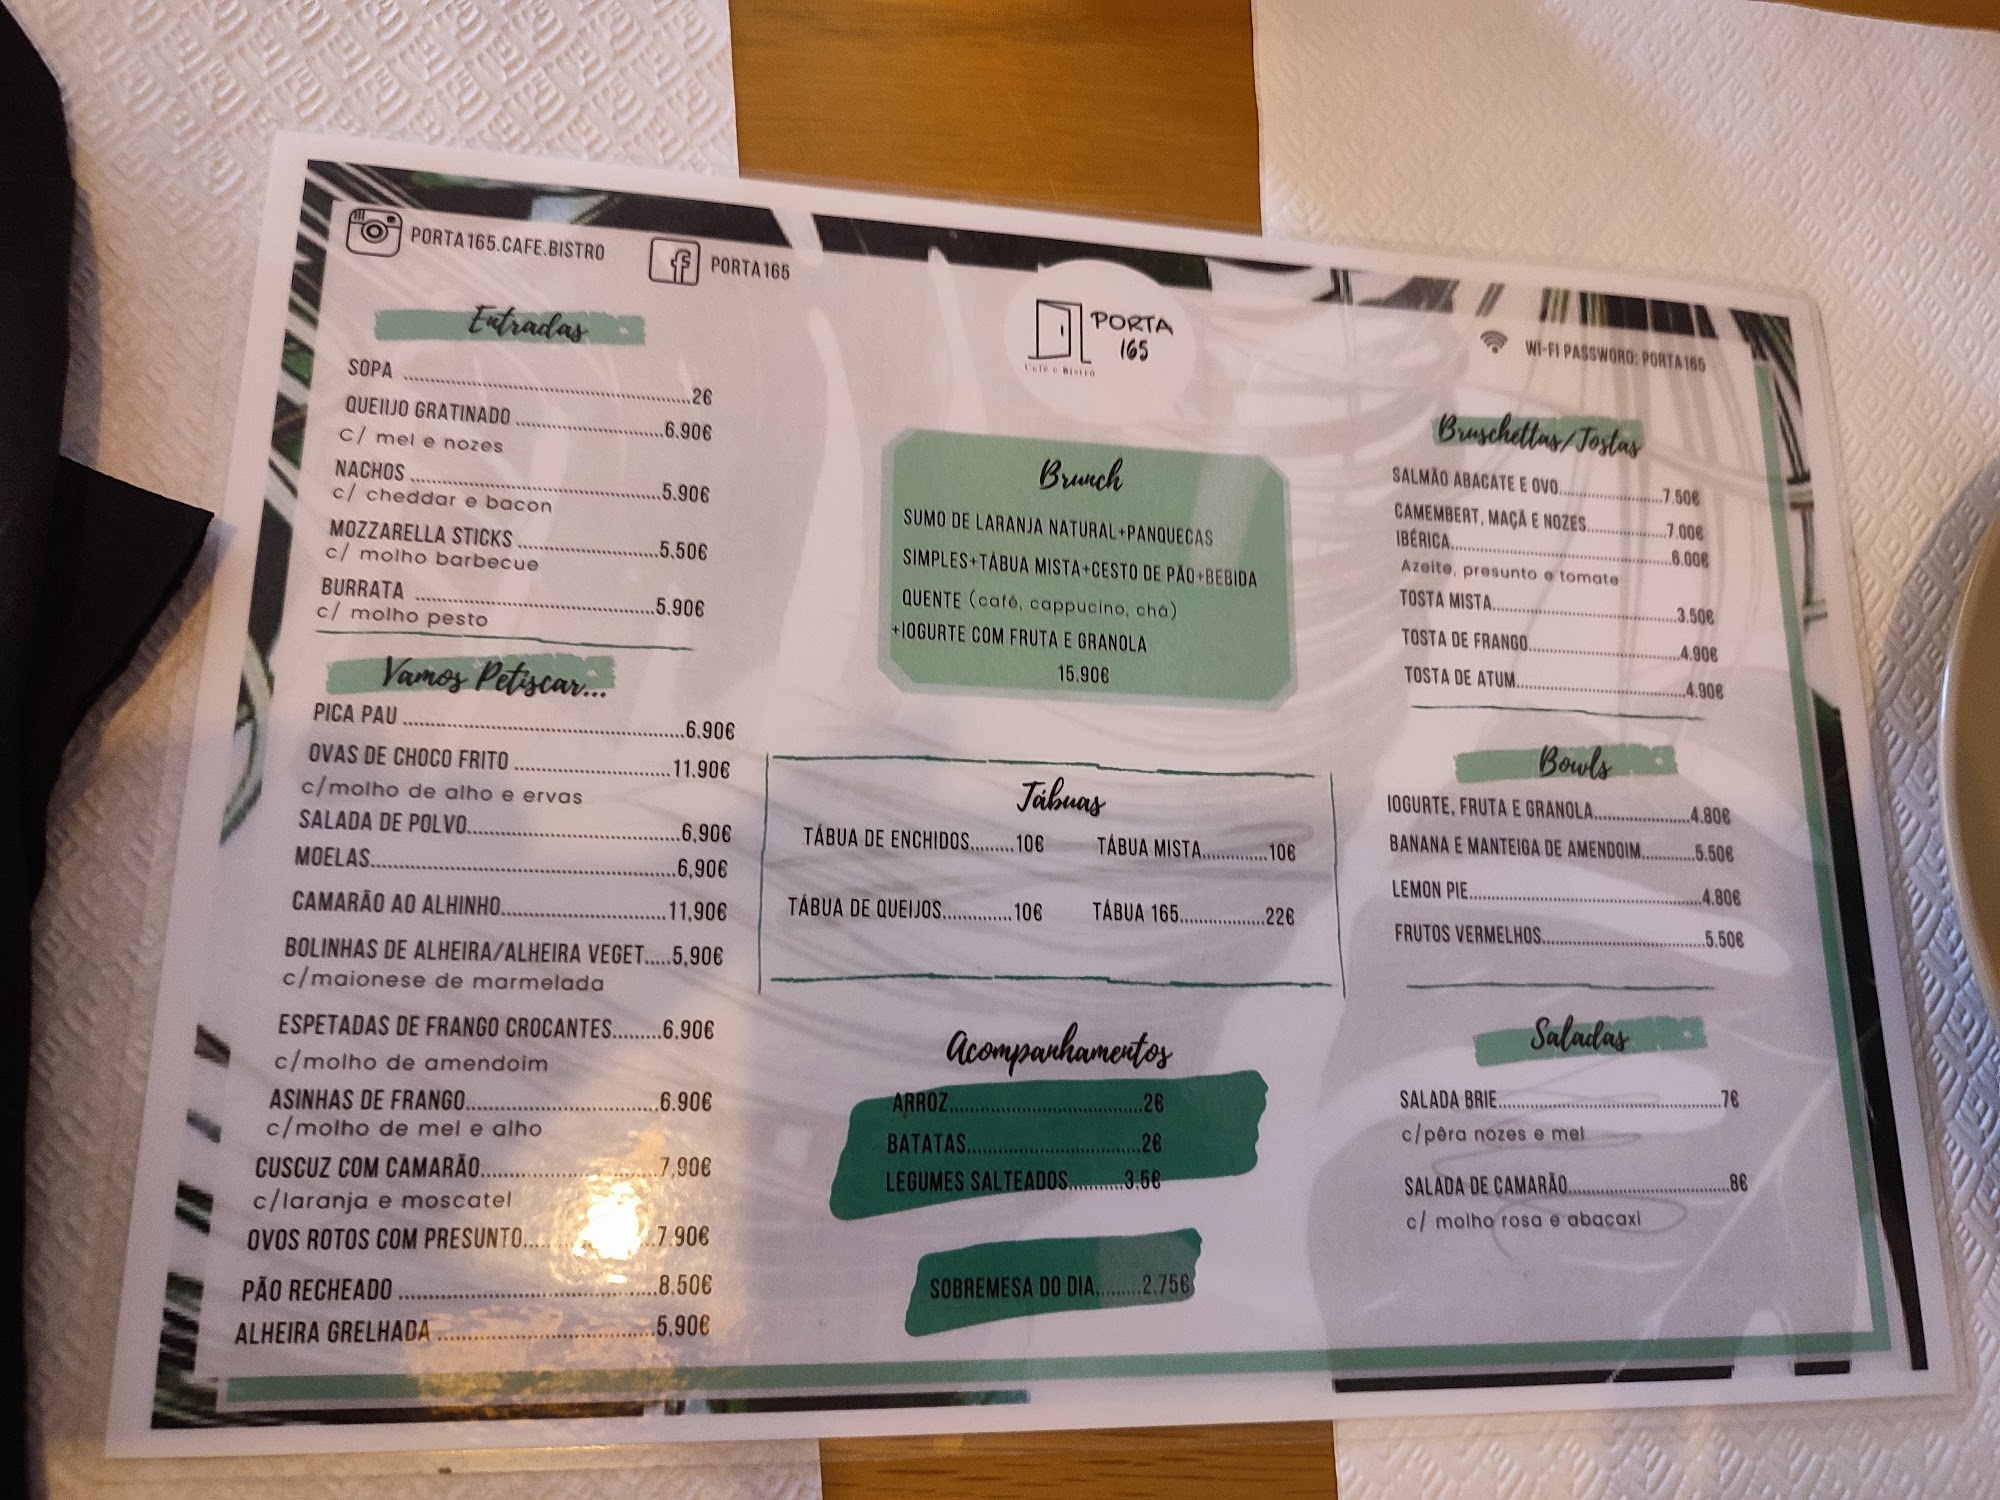 PORTA165.CAFE.BISTRO
PORTA165
Entradas
SOPA ........................................2€
QUEIIJO GRATINADO .....................6.90€
c/ mel e nozes
NACHOS ....................................5.90€
c/ cheddar e bacon
MOZZARELLA STICKS ....................5.50€
c/ molho barbecue
BURRATA ..................................5.90€
c/ molho pesto
Vamos Petiscar...
PICA PAU ........................................6.90€
OVAS DE CHOCO FRITO ......................11.90€
c/molho de alho e ervas
SALADA DE POLVO..............................6,90€
MOELAS...........................................6,90€
CAMARÃO AO ALHINHO.......................11,90€
BOLINHAS DE ALHEIRA/ALHEIRA VEGET.....5,90€
c/maionese de marmelada
ESPETADAS DE FRANGO CROCANTES........6.90€
c/molho de amendoim
ASINHAS DE FRANGO...........................6.90€
c/molho de mel e alho
CUSCUZ COM CAMARÃO.........................7,90€
c/laranja e moscatel
OVOS ROTOS COM PRESUNTO...................7.90€
PÃO RECHEADO ...................................8.50€
ALHEIRA GRELHADA ..............................5.90€
PORTA
165
Café e Bistrô
Brunch
SUMO DE LARANJA NATURAL+PANQUECAS
SIMPLES+TÁBUA MISTA+CESTO DE PÃO+BEBIDA
QUENTE (café, cappucino, chá)
+IOGURTE COM FRUTA E GRANOLA
15.90€
Tábuas
TÁBUA DE ENCHIDOS.........10€ TÁBUA MISTA.............10€
TÁBUA DE QUEIJOS.............10€ TÁBUA 165.................22€
Acompanhamentos
ARROZ....................................2€
BATATAS.................................2€
LEGUMES SALTEADOS...........3.5€
SOBREMESA DO DIA.........2.75€
WI-FI PASSWORD: PORTA165
Bruschettas/Tostas
SALMÃO ABACATE E OVO......................7.50€
CAMEMBERT, MAÇÃ E NOZES.................7.00€
IBÉRICA.............................................6.00€
Azeite, presunto e tomate
TOSTA MISTA.....................................3.50€
TOSTA DE FRANGO..............................4.90€
TOSTA DE ATUM..................................4.90€
Bowls
IOGURTE, FRUTA E GRANOLA....................4.80€
BANANA E MANTEIGA DE AMENDOIM...........5.50€
LEMON PIE..............................................4.80€
FRUTOS VERMELHOS................................5.50€
Saladas
SALADA BRIE...........................................7€
c/pêra nozes e mel
SALADA DE CAMARÃO...............................8€
c/ molho rosa e abacaxi